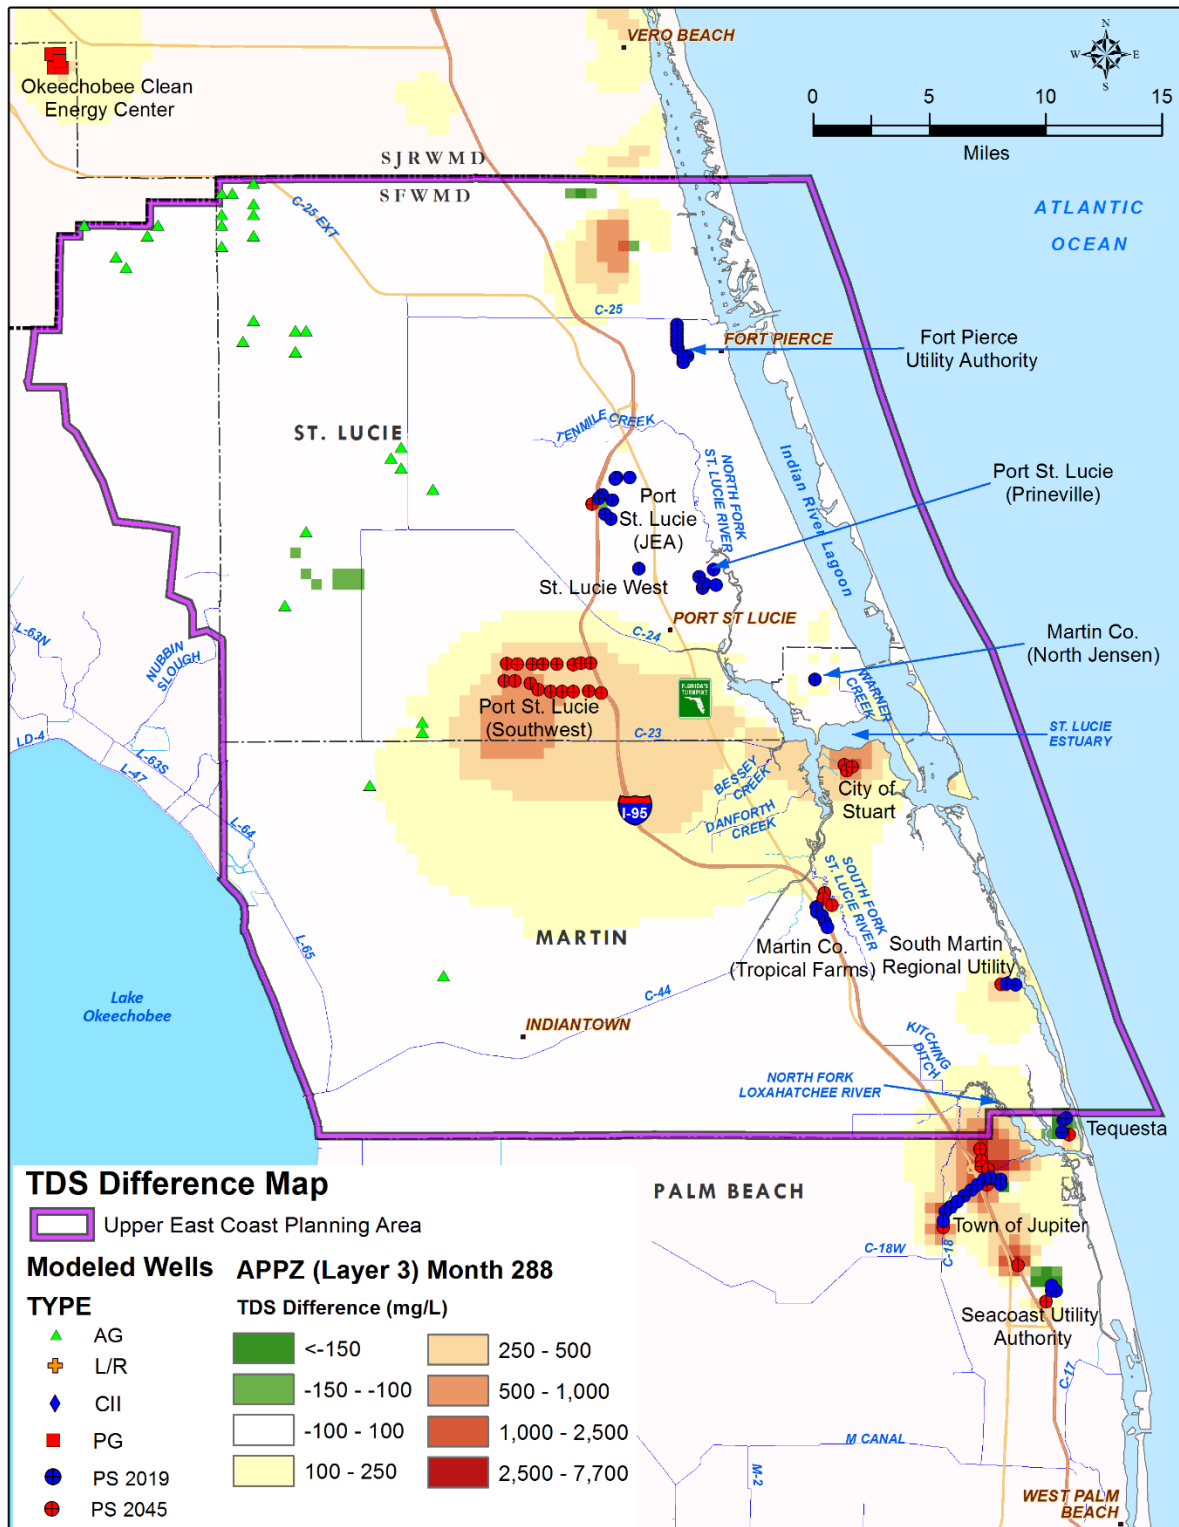 VERO BEACH
N
W E
S
Okeechobee Clean
Energy Center
0 5 10 15
Miles
SJRWMD
SFWMD
C-25 EXT
ATLANTIC
OCEAN
C-25
FORT PIERCE
Fort Pierce
Utility Authority
ST. LUCIE
TENMILE CREEK
NORTH FORK
ST. LUCIE RIVER
Indian River Lagoon
Port St. Lucie
(Prineville)
Port
St. Lucie
(JEA)
St. Lucie West
PORT ST LUCIE
C-24
L-63N
NUBBIN
SLOUGH
Martin Co.
(North Jensen)
WARNER
CREEK
FLORIDA'S
TURNPIKE
Port St. Lucie
(Southwest)
C-23
ST. LUCIE
ESTUARY
LD-4
L-63S
L-47
BESSEY
CREEK
City of
Stuart
I-95
DANFORTH
CREEK
L-64
SOUTH FORK
ST. LUCIE RIVER
MARTIN
L-65
Martin Co.
(Tropical Farms)
South Martin
Regional Utility
C-44
Lake
Okeechobee
INDIANTOWN
KITCHING
DITCH
NORTH FORK
LOXAHATCHEE RIVER
Tequesta
TDS Difference Map
Upper East Coast Planning Area
PALM BEACH
Town of Jupiter
C-18W
C-18
Modeled Wells
TYPE
AG
L/R
CII
PG
PS 2019
PS 2045
APPZ (Layer 3) Month 288
TDS Difference (mg/L)
<-150
-150 - -100
-100 - 100
100 - 250
250 - 500
500 - 1,000
1,000 - 2,500
2,500 - 7,700
Seacoast Utility
Authority
C-17
M CANAL
M-2
WEST PALM
BEACH